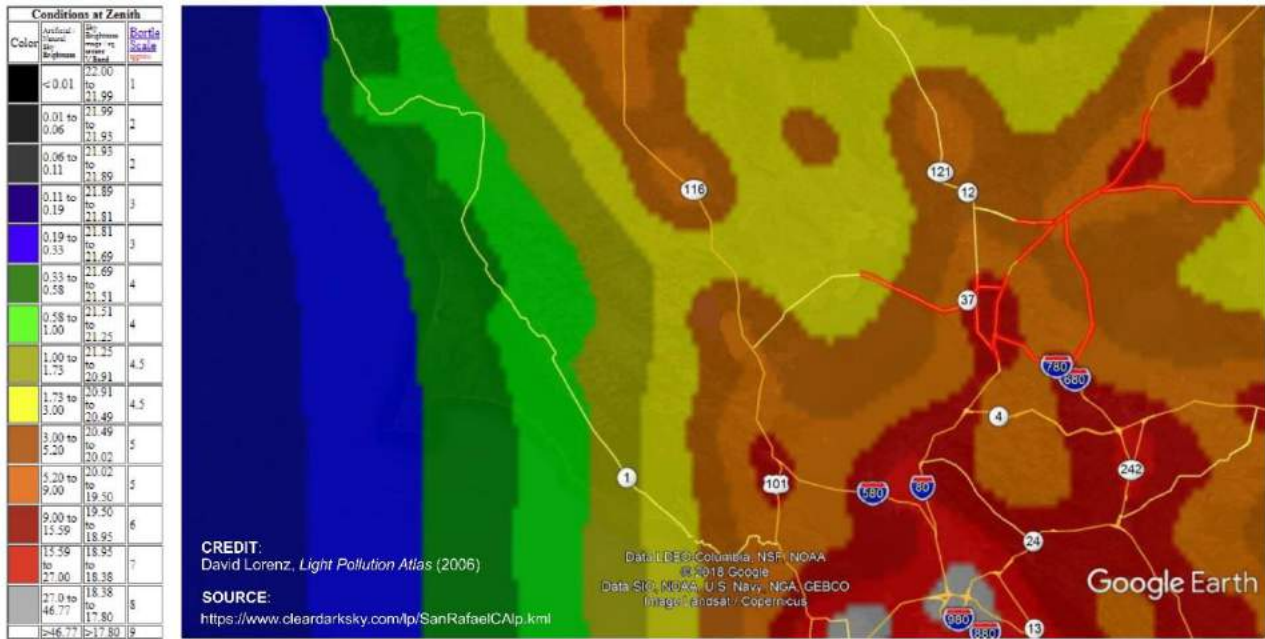 Conditions at Zenith
Color
Artificial / Natural Sky Brightness
Sky Brightness mags/sq arcsec V Band
Bortle Scale
< 0.01 22.00 to 21.99 1
0.01 to 0.06 21.99 to 21.93 2
0.06 to 0.11 21.93 to 21.89 2
0.11 to 0.19 21.89 to 21.81 3
0.19 to 0.33 21.81 to 21.69 3
0.33 to 0.58 21.69 to 21.51 4
0.58 to 1.00 21.51 to 21.25 4
1.00 to 1.73 21.25 to 20.91 4.5
1.73 to 3.00 20.91 to 20.49 4.5
3.00 to 5.20 20.49 to 20.02 5
5.20 to 9.00 20.02 to 19.50 5
9.00 to 15.59 19.50 to 18.95 6
15.59 to 27.00 18.95 to 18.38 7
27.0 to 46.77 18.38 to 17.80 8
>46.77 >17.80 9
116
121
12
37
780
680
4
1
101
580
80
242
24
980
880
13
CREDIT:
David Lorenz, Light Pollution Atlas (2006)
SOURCE:
https://www.cleardarksky.com/lp/SanRafaelCAlp.kml
Data LDEO-Columbia, NSF, NOAA
© 2018 Google
Data SIO, NOAA, U.S. Navy, NGA, GEBCO
Image Landsat / Copernicus
Google Earth